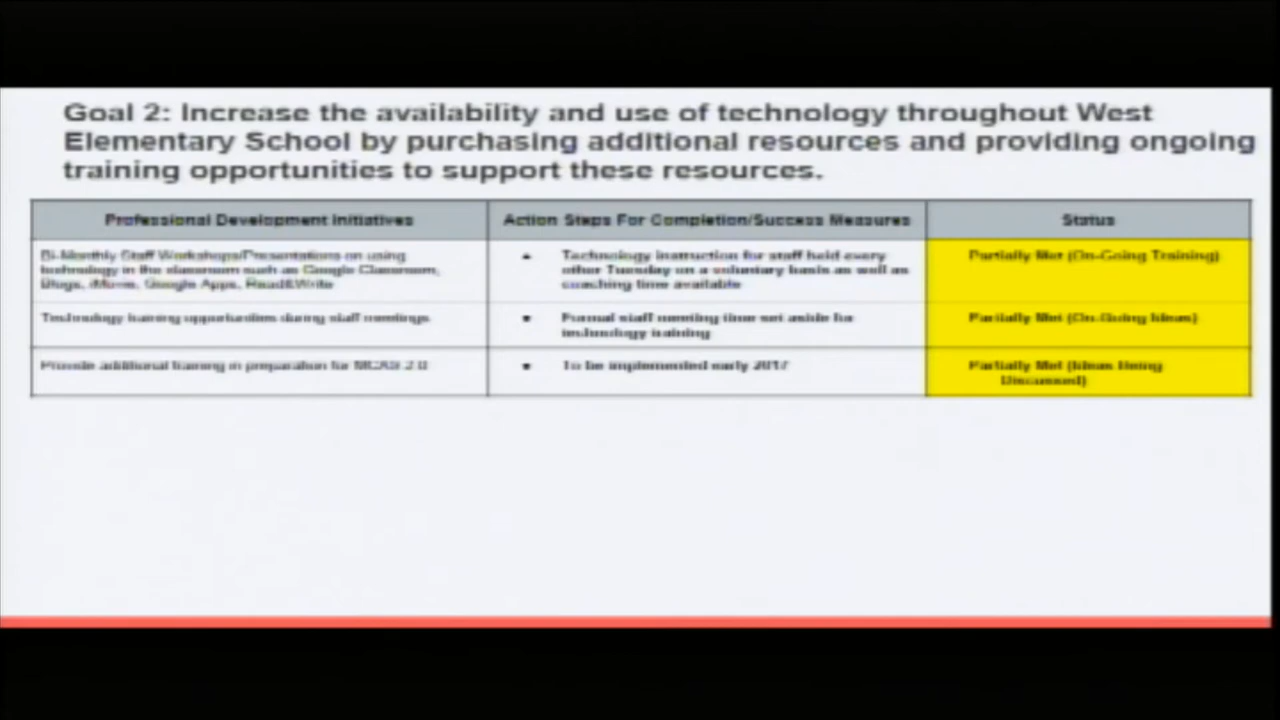 Goal 2: Increase the availability and use of technology throughout West
Elementary School by purchasing additional resources and providing ongoing
training opportunities to support these resources.
Professional Development Initiatives
Action Steps For Completion/Success Measures
Status
Bi-Monthly Staff Workshops/Presentations on using
technology in the classroom such as Google Classroom,
Blogs, iMovie, Google Apps, Read&Write
• Technology instruction for staff held every
other Tuesday on a voluntary basis as well as
coaching time available
Partially Met (On-Going Training)
Technology training opportunities during staff meetings
• Formal staff meeting time set aside for
technology training
Partially Met (On-Going Ideas)
Provide additional training in preparation for MCAS 2.0
• To be implemented early 2017
Partially Met (Ideas Being
Discussed)